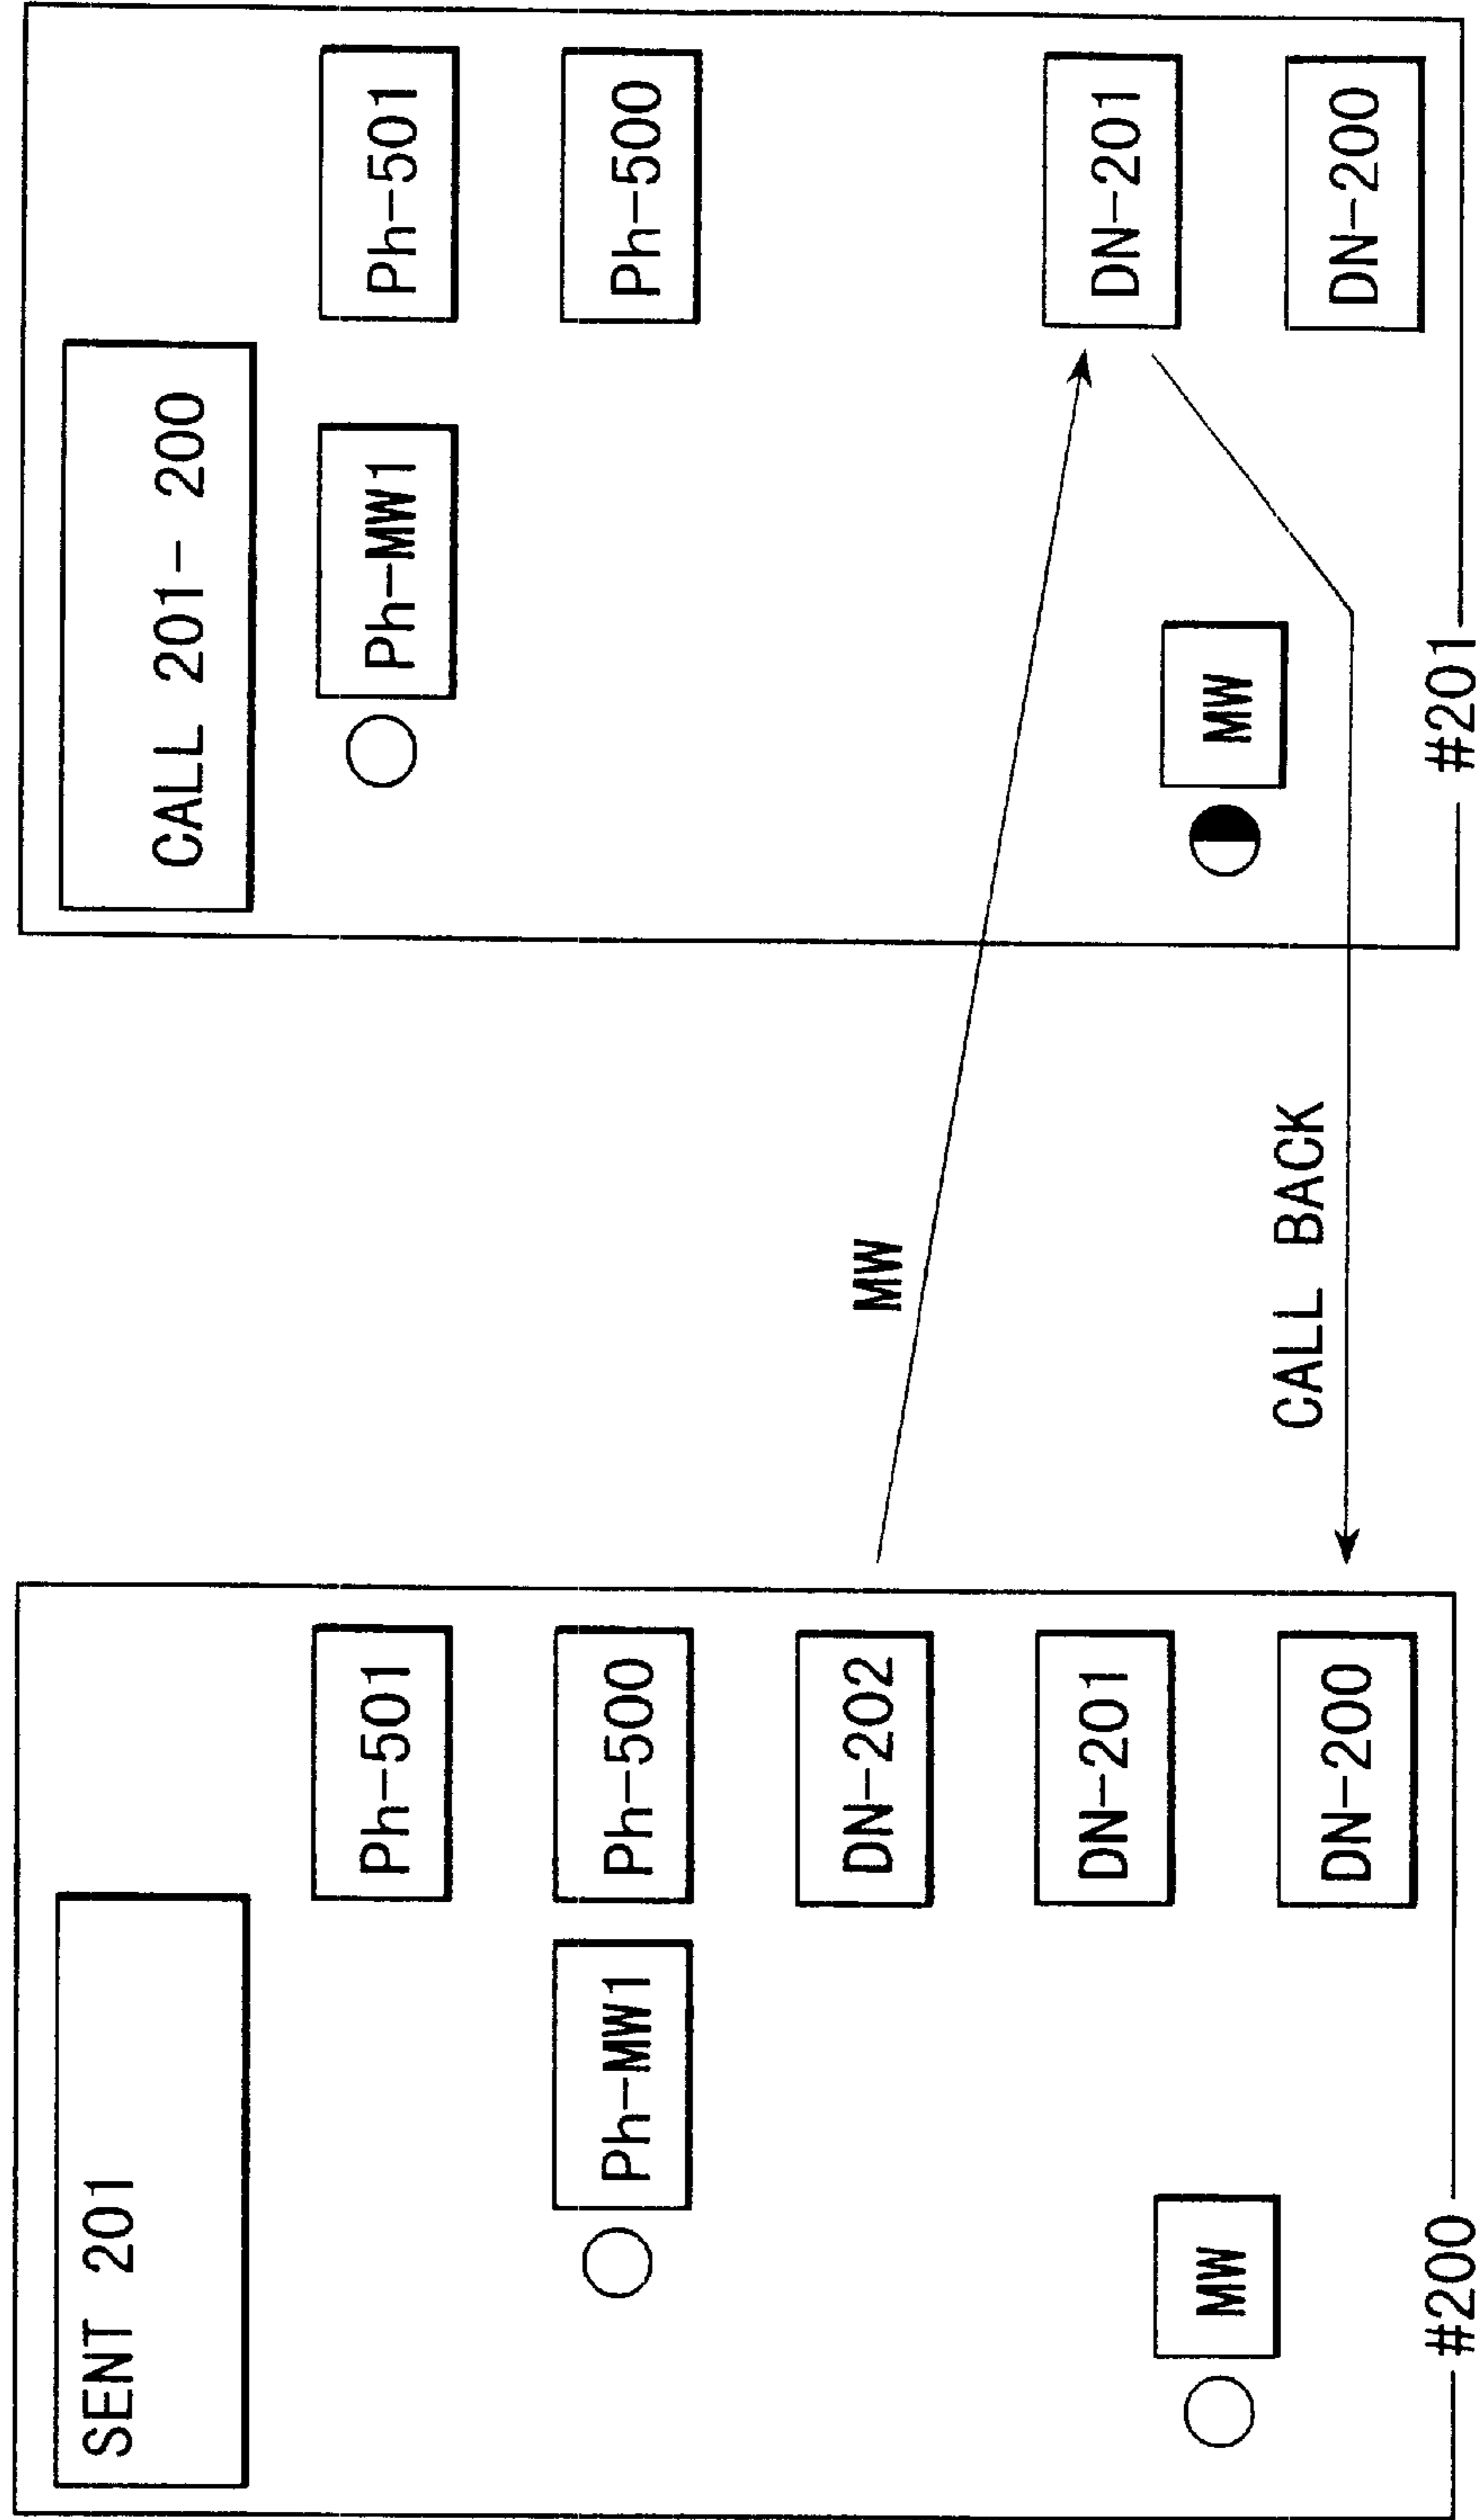 SENT 201
Ph-501
Ph-MW1
Ph-500
DN-202
DN-201
MW
DN-200
#200
MW
CALL BACK
CALL 201- 200
Ph-MW1
Ph-501
Ph-500
DN-201
MW
DN-200
#201